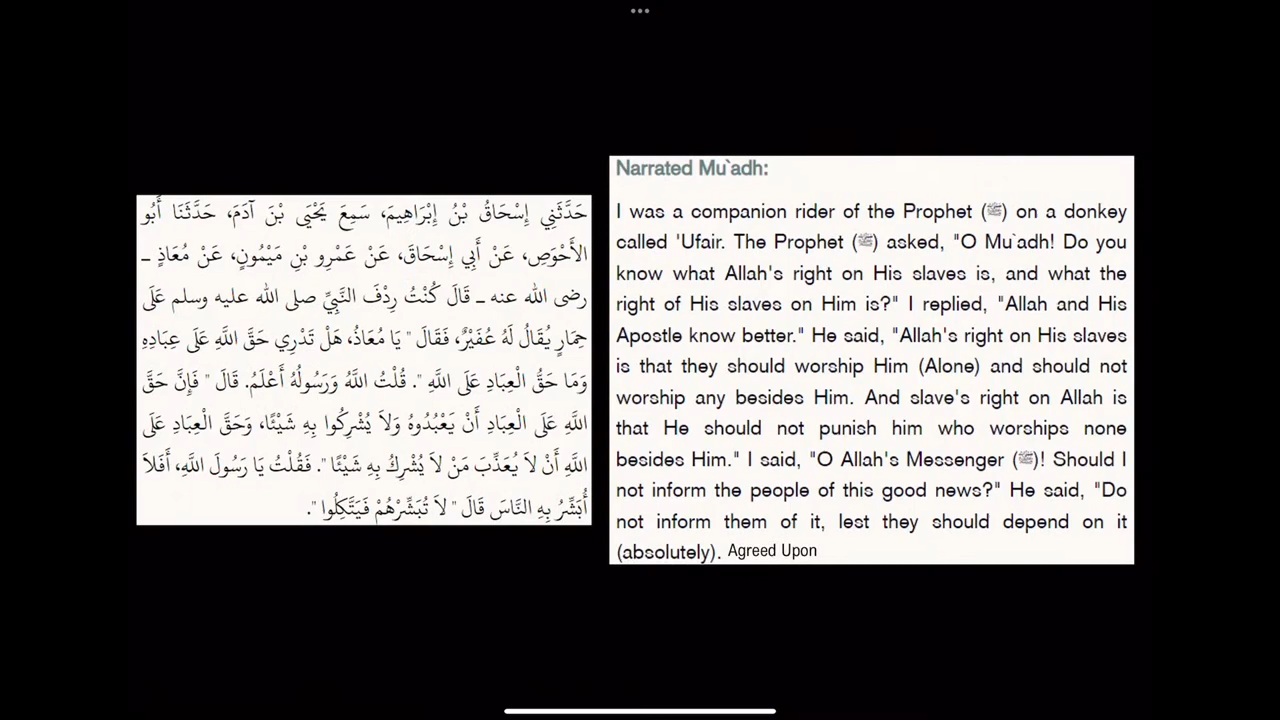 حَدَّثَنِي إِسْحَاقُ بْنُ إِبْرَاهِيمَ، سَمِعَ يَحْيَى بْنَ آدَمَ، حَدَّثَنَا أَبُو
الأَحْوَصِ، عَنْ أَبِي إِسْحَاقَ، عَنْ عَمْرِو بْنِ مَيْمُونٍ، عَنْ مُعَاذٍ ـ
رضى الله عنه ـ قَالَ كُنْتُ رِدْفَ النَّبِيِّ صلى الله عليه وسلم عَلَى
حِمَارٍ يُقَالُ لَهُ عُفَيْرٌ، فَقَالَ " يَا مُعَاذُ، هَلْ تَدْرِي حَقَّ اللَّهِ عَلَى عِبَادِهِ
وَمَا حَقُّ الْعِبَادِ عَلَى اللَّهِ ". قُلْتُ اللَّهُ وَرَسُولُهُ أَعْلَمُ. قَالَ " فَإِنَّ حَقَّ
اللَّهِ عَلَى الْعِبَادِ أَنْ يَعْبُدُوهُ وَلاَ يُشْرِكُوا بِهِ شَيْئًا، وَحَقَّ الْعِبَادِ عَلَى
اللَّهِ أَنْ لاَ يُعَذِّبَ مَنْ لاَ يُشْرِكُ بِهِ شَيْئًا ". فَقُلْتُ يَا رَسُولَ اللَّهِ، أَفَلاَ
أُبَشِّرُ بِهِ النَّاسَ قَالَ " لاَ تُبَشِّرْهُمْ فَيَتَّكِلُوا ".
Narrated Mu`adh:
I was a companion rider of the Prophet (ﷺ) on a donkey
called 'Ufair. The Prophet (ﷺ) asked, "O Mu`adh! Do you
know what Allah's right on His slaves is, and what the
right of His slaves on Him is?" I replied, "Allah and His
Apostle know better." He said, "Allah's right on His slaves
is that they should worship Him (Alone) and should not
worship any besides Him. And slave's right on Allah is
that He should not punish him who worships none
besides Him." I said, "O Allah's Messenger (ﷺ)! Should I
not inform the people of this good news?" He said, "Do
not inform them of it, lest they should depend on it
(absolutely). Agreed Upon